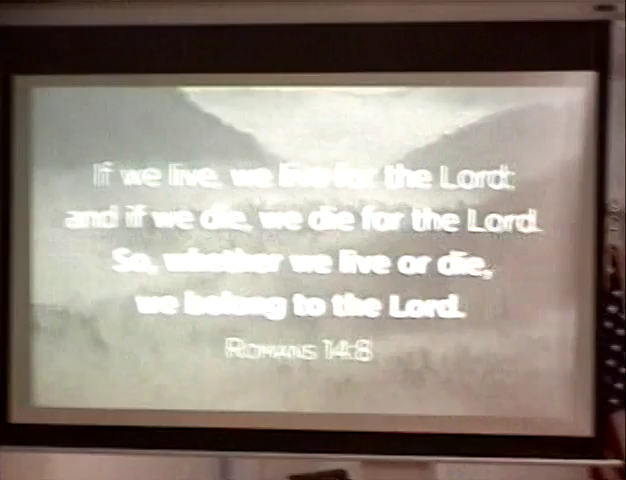 If we live, we live for the Lord;
and if we die, we die for the Lord.
So, whether we live or die,
we belong to the Lord.
Romans 14:8